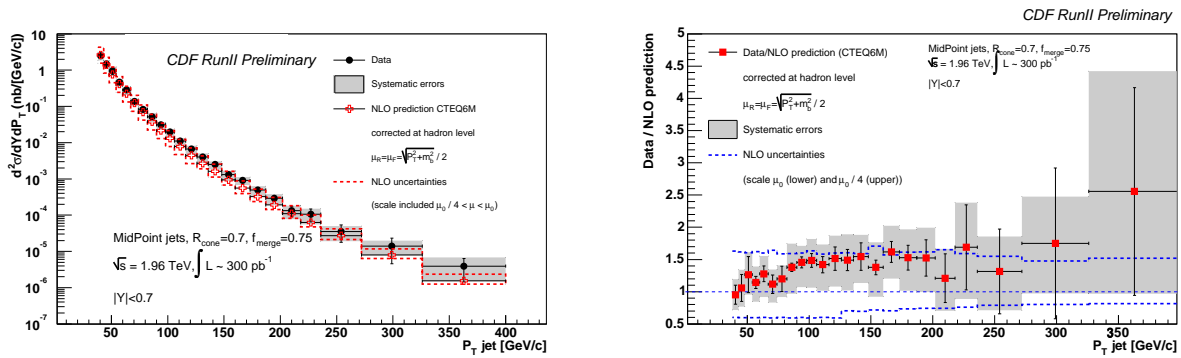 CDF RunII Preliminary
d²σ/dYdP_T (nb/[GeV/c])
10
1
10⁻¹
10⁻²
10⁻³
10⁻⁴
10⁻⁵
10⁻⁶
10⁻⁷
CDF RunII Preliminary
Data
Systematic errors
NLO prediction CTEQ6M
corrected at hadron level
μ_R=μ_F=√P_T²+m_b² / 2
NLO uncertainties
(scale included μ₀ / 4 < μ < μ₀)
MidPoint jets, R_cone=0.7, f_merge=0.75
√s = 1.96 TeV, ∫ L ~ 300 pb⁻¹
|Y|<0.7
50 100 150 200 250 300 350 400
P_T jet [GeV/c]
Data / NLO prediction
5
4.5
4
3.5
3
2.5
2
1.5
1
0.5
Data/NLO prediction (CTEQ6M)
corrected at hadron level
μ_R=μ_F=√P_T²+m_b² / 2
Systematic errors
NLO uncertainties
(scale μ₀ (lower) and μ₀ / 4 (upper))
MidPoint jets, R_cone=0.7, f_merge=0.75
√s = 1.96 TeV, ∫ L ~ 300 pb⁻¹
|Y|<0.7
50 100 150 200 250 300 350
P_T jet [GeV/c]